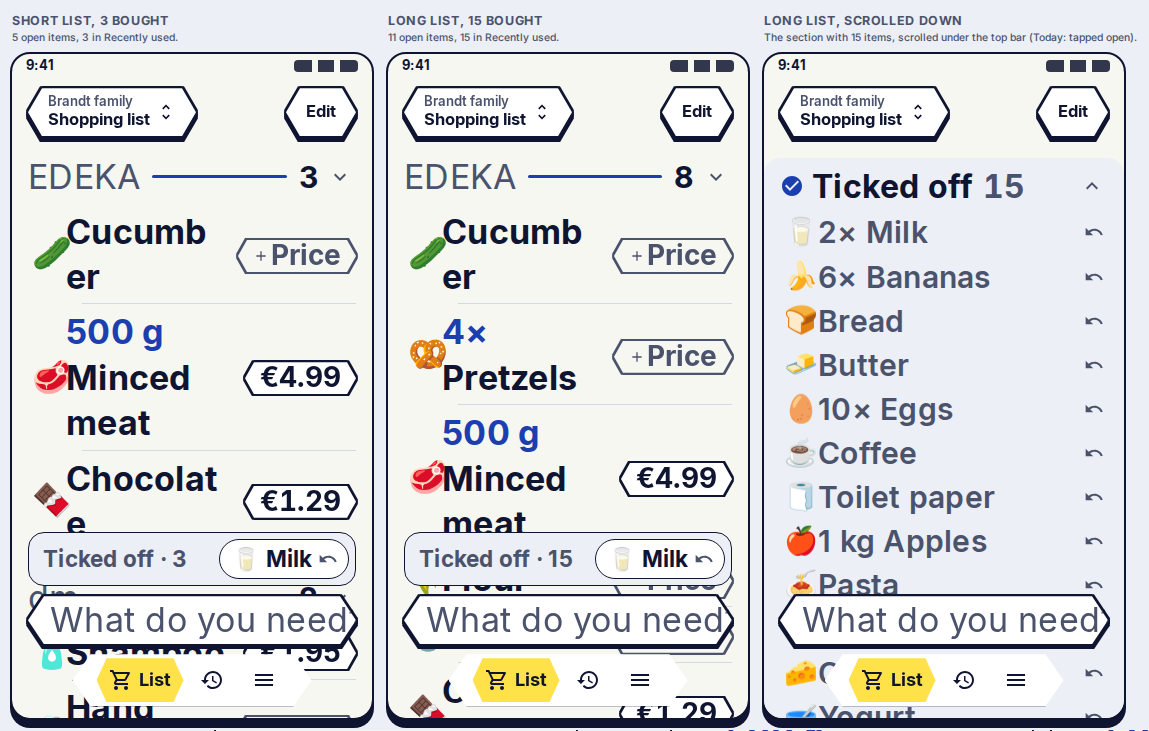 SHORT LIST, 3 BOUGHT
5 open items, 3 in Recently used.
9:41
Brandt family
Shopping list
Edit
EDEKA 3
Cucumb
er
+ Price
500 g
Minced
meat
€4.99
Chocolat
e
€1.29
Ticked off · 3
Milk
What do you need
Shampoo
List
Hand
LONG LIST, 15 BOUGHT
11 open items, 15 in Recently used.
9:41
Brandt family
Shopping list
Edit
EDEKA 8
Cucumb
er
+ Price
4×
Pretzels
+ Price
500 g
Minced
meat
€4.99
Ticked off · 15
Milk
What do you need
List
€1.29
LONG LIST, SCROLLED DOWN
The section with 15 items, scrolled under the top bar (Today: tapped open).
9:41
Brandt family
Shopping list
Edit
Ticked off 15
2× Milk
6× Bananas
Bread
Butter
10× Eggs
Coffee
Toilet paper
1 kg Apples
Pasta
What do you need
List
Yogurt